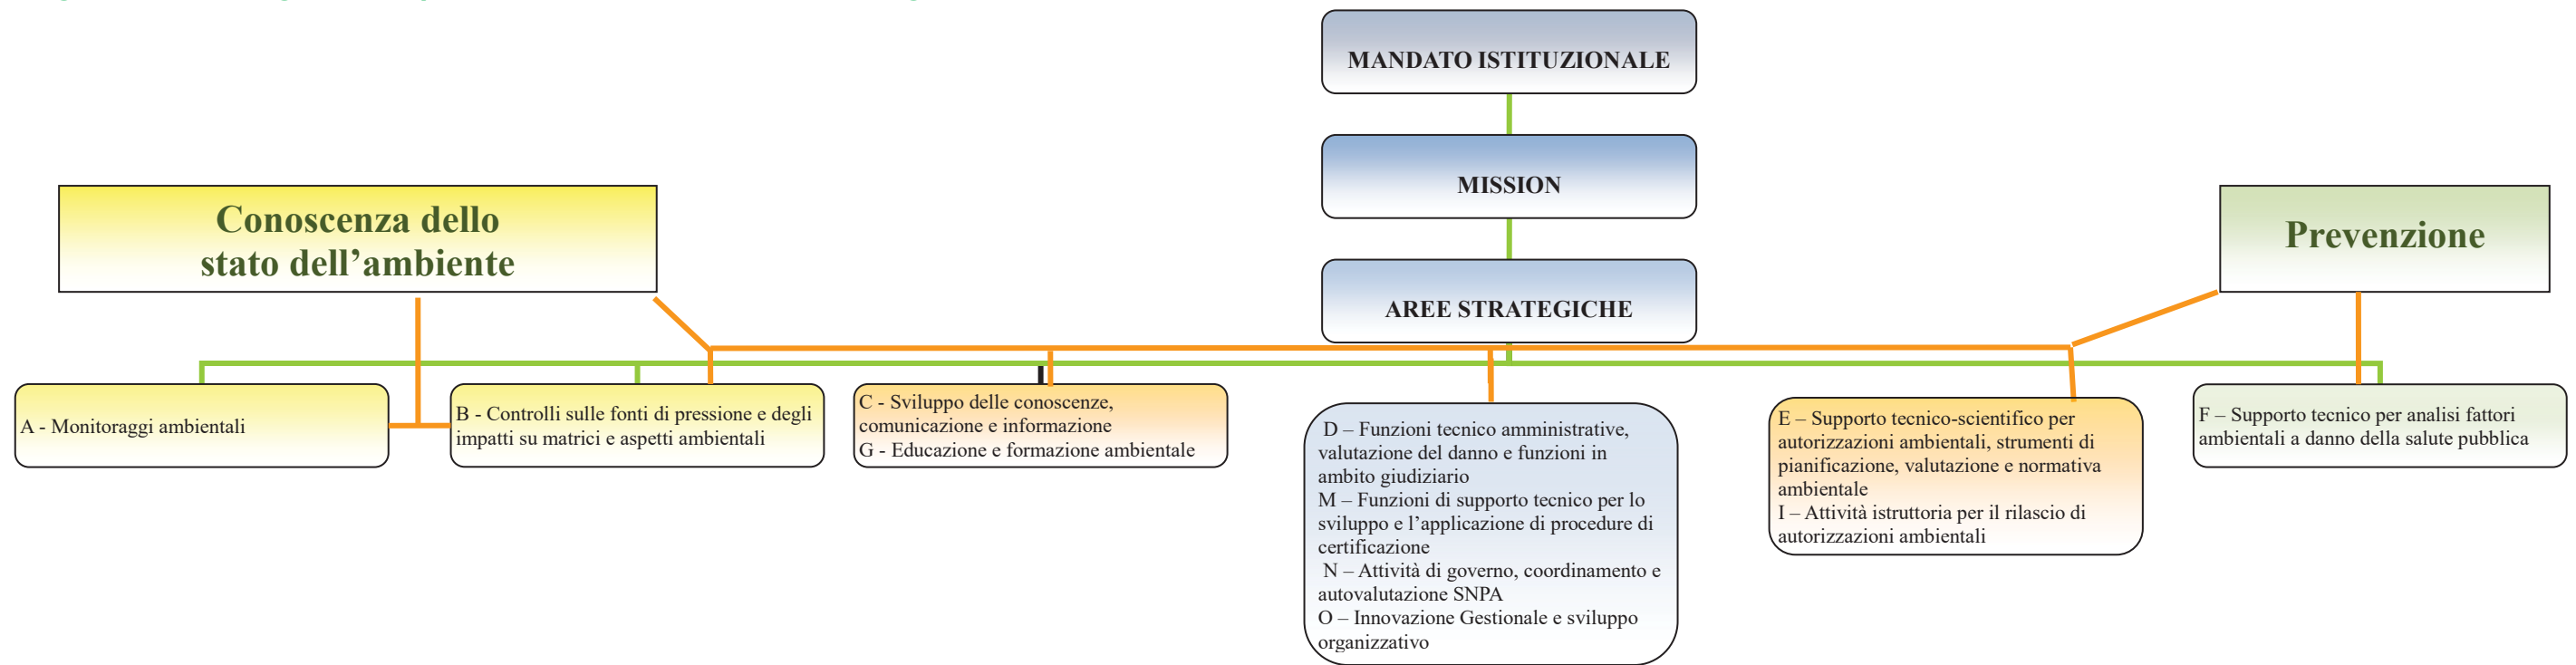 MANDATO ISTITUZIONALE
MISSION
AREE STRATEGICHE
Conoscenza dello
stato dell’ambiente
Prevenzione
A - Monitoraggi ambientali
B - Controlli sulle fonti di pressione e degli
impatti su matrici e aspetti ambientali
C - Sviluppo delle conoscenze,
comunicazione e informazione
G - Educazione e formazione ambientale
D – Funzioni tecnico amministrative,
valutazione del danno e funzioni in
ambito giudiziario
M – Funzioni di supporto tecnico per lo
sviluppo e l’applicazione di procedure di
certificazione
N – Attività di governo, coordinamento e
autovalutazione SNPA
O – Innovazione Gestionale e sviluppo
organizzativo
E – Supporto tecnico-scientifico per
autorizzazioni ambientali, strumenti di
pianificazione, valutazione e normativa
ambientale
I – Attività istruttoria per il rilascio di
autorizzazioni ambientali
F – Supporto tecnico per analisi fattori
ambientali a danno della salute pubblica